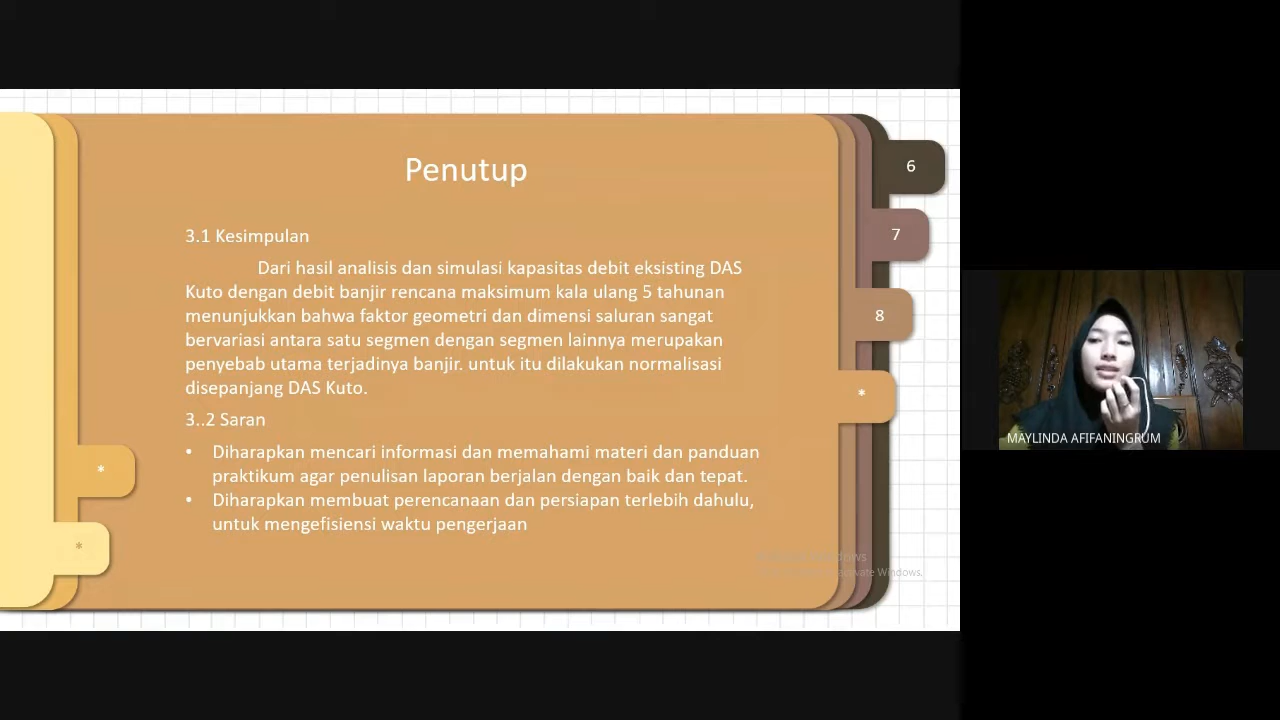 Penutup
3.1 Kesimpulan
Dari hasil analisis dan simulasi kapasitas debit eksisting DAS
Kuto dengan debit banjir rencana maksimum kala ulang 5 tahunan
menunjukkan bahwa faktor geometri dan dimensi saluran sangat
bervariasi antara satu segmen dengan segmen lainnya merupakan
penyebab utama terjadinya banjir. untuk itu dilakukan normalisasi
disepanjang DAS Kuto.
3..2 Saran
• Diharapkan mencari informasi dan memahami materi dan panduan
praktikum agar penulisan laporan berjalan dengan baik dan tepat.
• Diharapkan membuat perencanaan dan persiapan terlebih dahulu,
untuk mengefisiensi waktu pengerjaan
*
*
6
7
8
*
Windows.
MAYLINDA AFIFANINGRUM